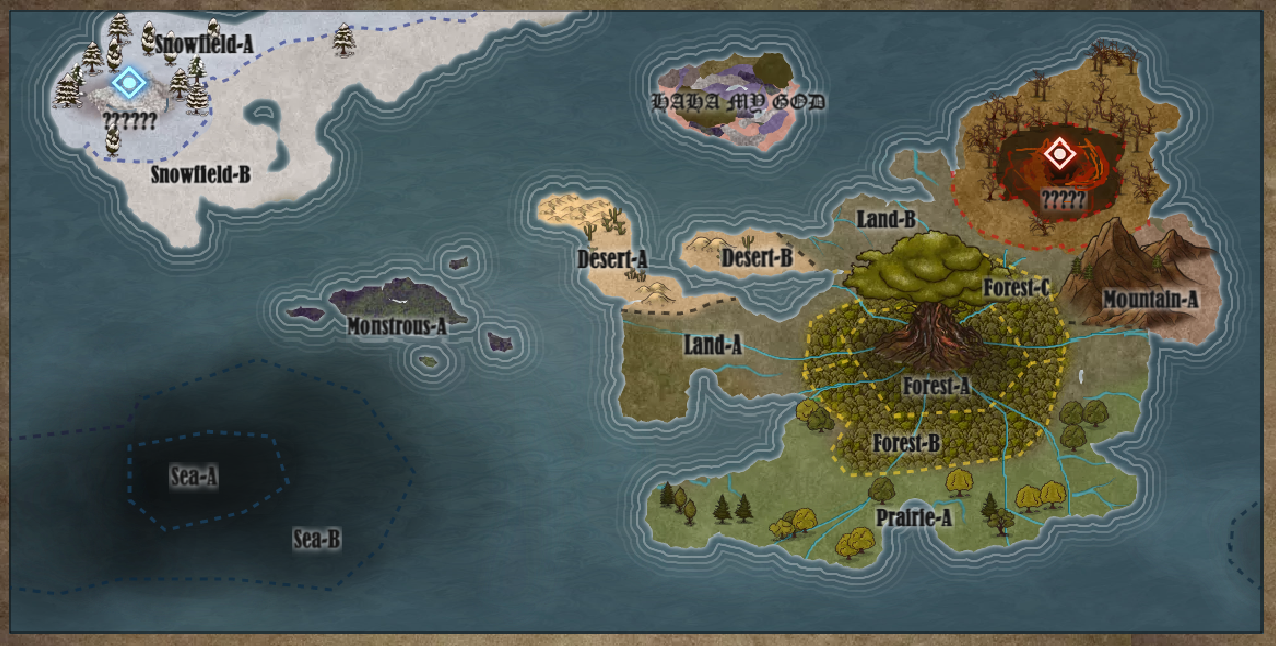 Snowfield-A
??????
Snowfield-B
HAHA MY GOD
?????
Land-B
Desert-A
Desert-B
Forest-C
Mountain-A
Monstrous-A
Land-A
Forest-A
Forest-B
Sea-A
Prairie-A
Sea-B